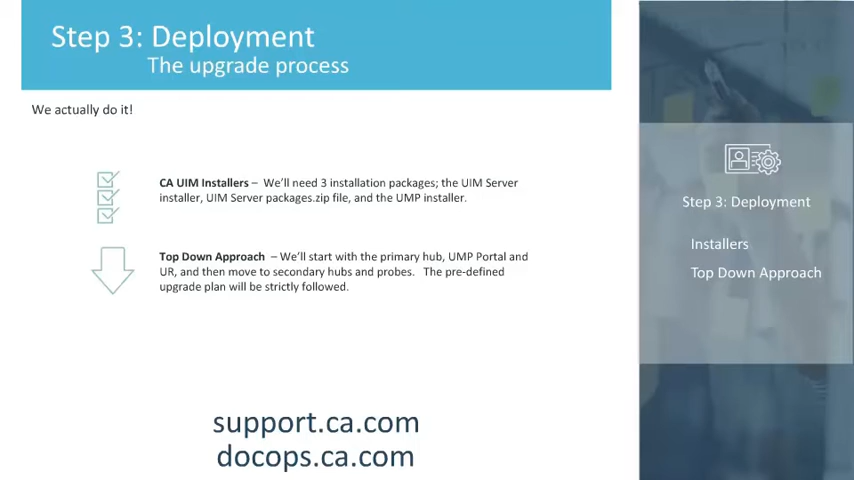 Step 3: Deployment
The upgrade process
We actually do it!
CA UIM Installers – We'll need 3 installation packages; the UIM Server
installer, UIM Server packages.zip file, and the UMP installer.
Top Down Approach – We'll start with the primary hub, UMP Portal and
UR, and then move to secondary hubs and probes. The pre-defined
upgrade plan will be strictly followed.
support.ca.com
docops.ca.com
Step 3: Deployment
Installers
Top Down Approach